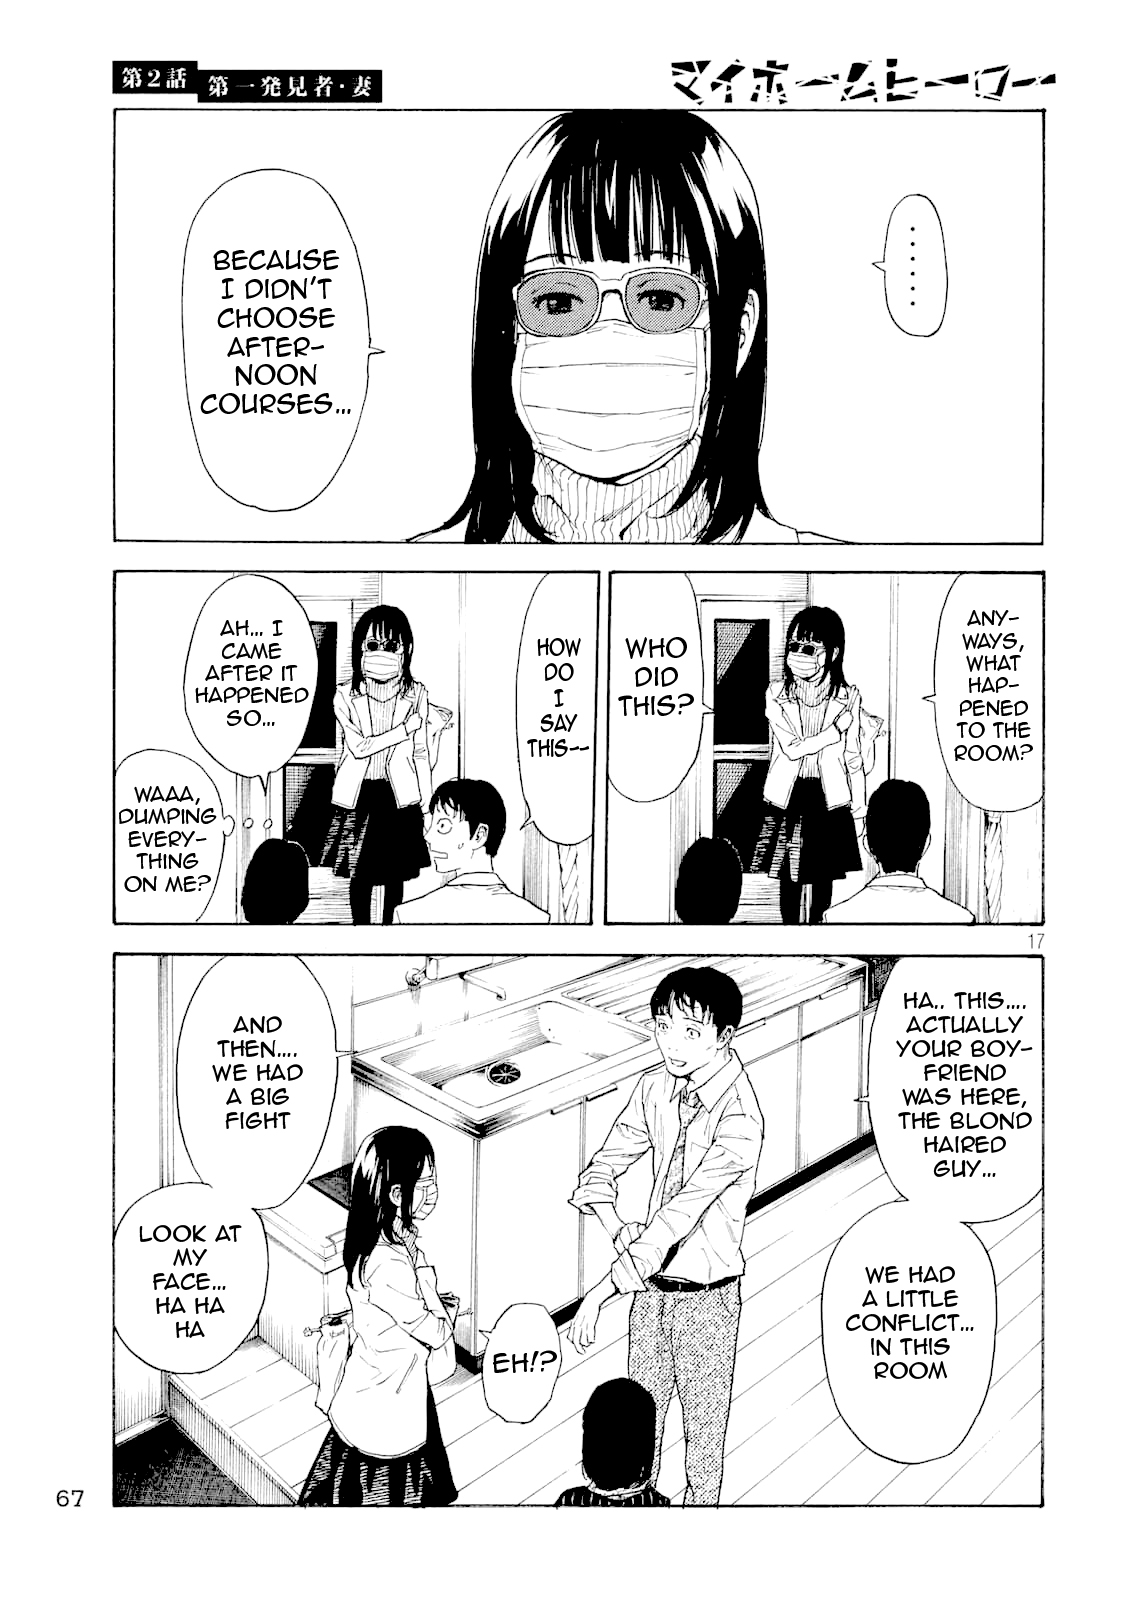 第2話
第一発見者・妻
マイホームヒーロー
.......
BECAUSE
I DIDN'T
CHOOSE
AFTER-
NOON
COURSES...
ANY-
WAYS,
WHAT
HAP-
PENED
TO THE
ROOM?
WHO
DID
THIS?
HOW
DO
I
SAY
THIS--
AH... I
CAME
AFTER IT
HAPPENED
SO...
WAAA,
DUMPING
EVERY-
THING
ON ME?
17
HA.. THIS....
ACTUALLY
YOUR BOY-
FRIEND
WAS HERE,
THE BLOND
HAIRED
GUY...
WE HAD
A LITTLE
CONFLICT...
IN THIS
ROOM
EH!?
AND
THEN....
WE HAD
A BIG
FIGHT
LOOK AT
MY
FACE...
HA HA
HA
67